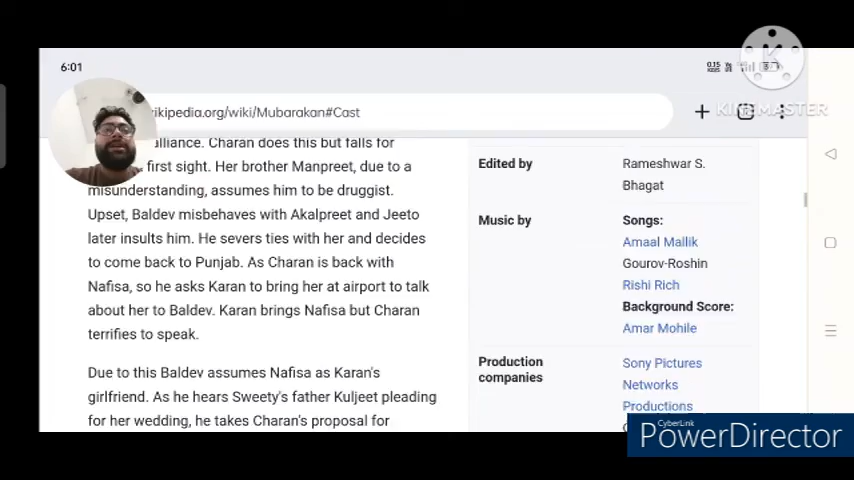 6:01
0.15
wikipedia.org/wiki/Mubarakan#Cast
KINEMASTER
alliance. Charan does this but falls for
first sight. Her brother Manpreet, due to a
misunderstanding, assumes him to be druggist.
Upset, Baldev misbehaves with Akalpreet and Jeeto
later insults him. He severs ties with her and decides
to come back to Punjab. As Charan is back with
Nafisa, so he asks Karan to bring her at airport to talk
about her to Baldev. Karan brings Nafisa but Charan
terrifies to speak.
Due to this Baldev assumes Nafisa as Karan's
girlfriend. As he hears Sweety's father Kuljeet pleading
for her wedding, he takes Charan's proposal for
Edited by
Rameshwar S.
Bhagat
Music by
Songs:
Amaal Mallik
Gourov-Roshin
Rishi Rich
Background Score:
Amar Mohile
Production
companies
Sony Pictures
Networks
Productions
CyberLink
PowerDirector